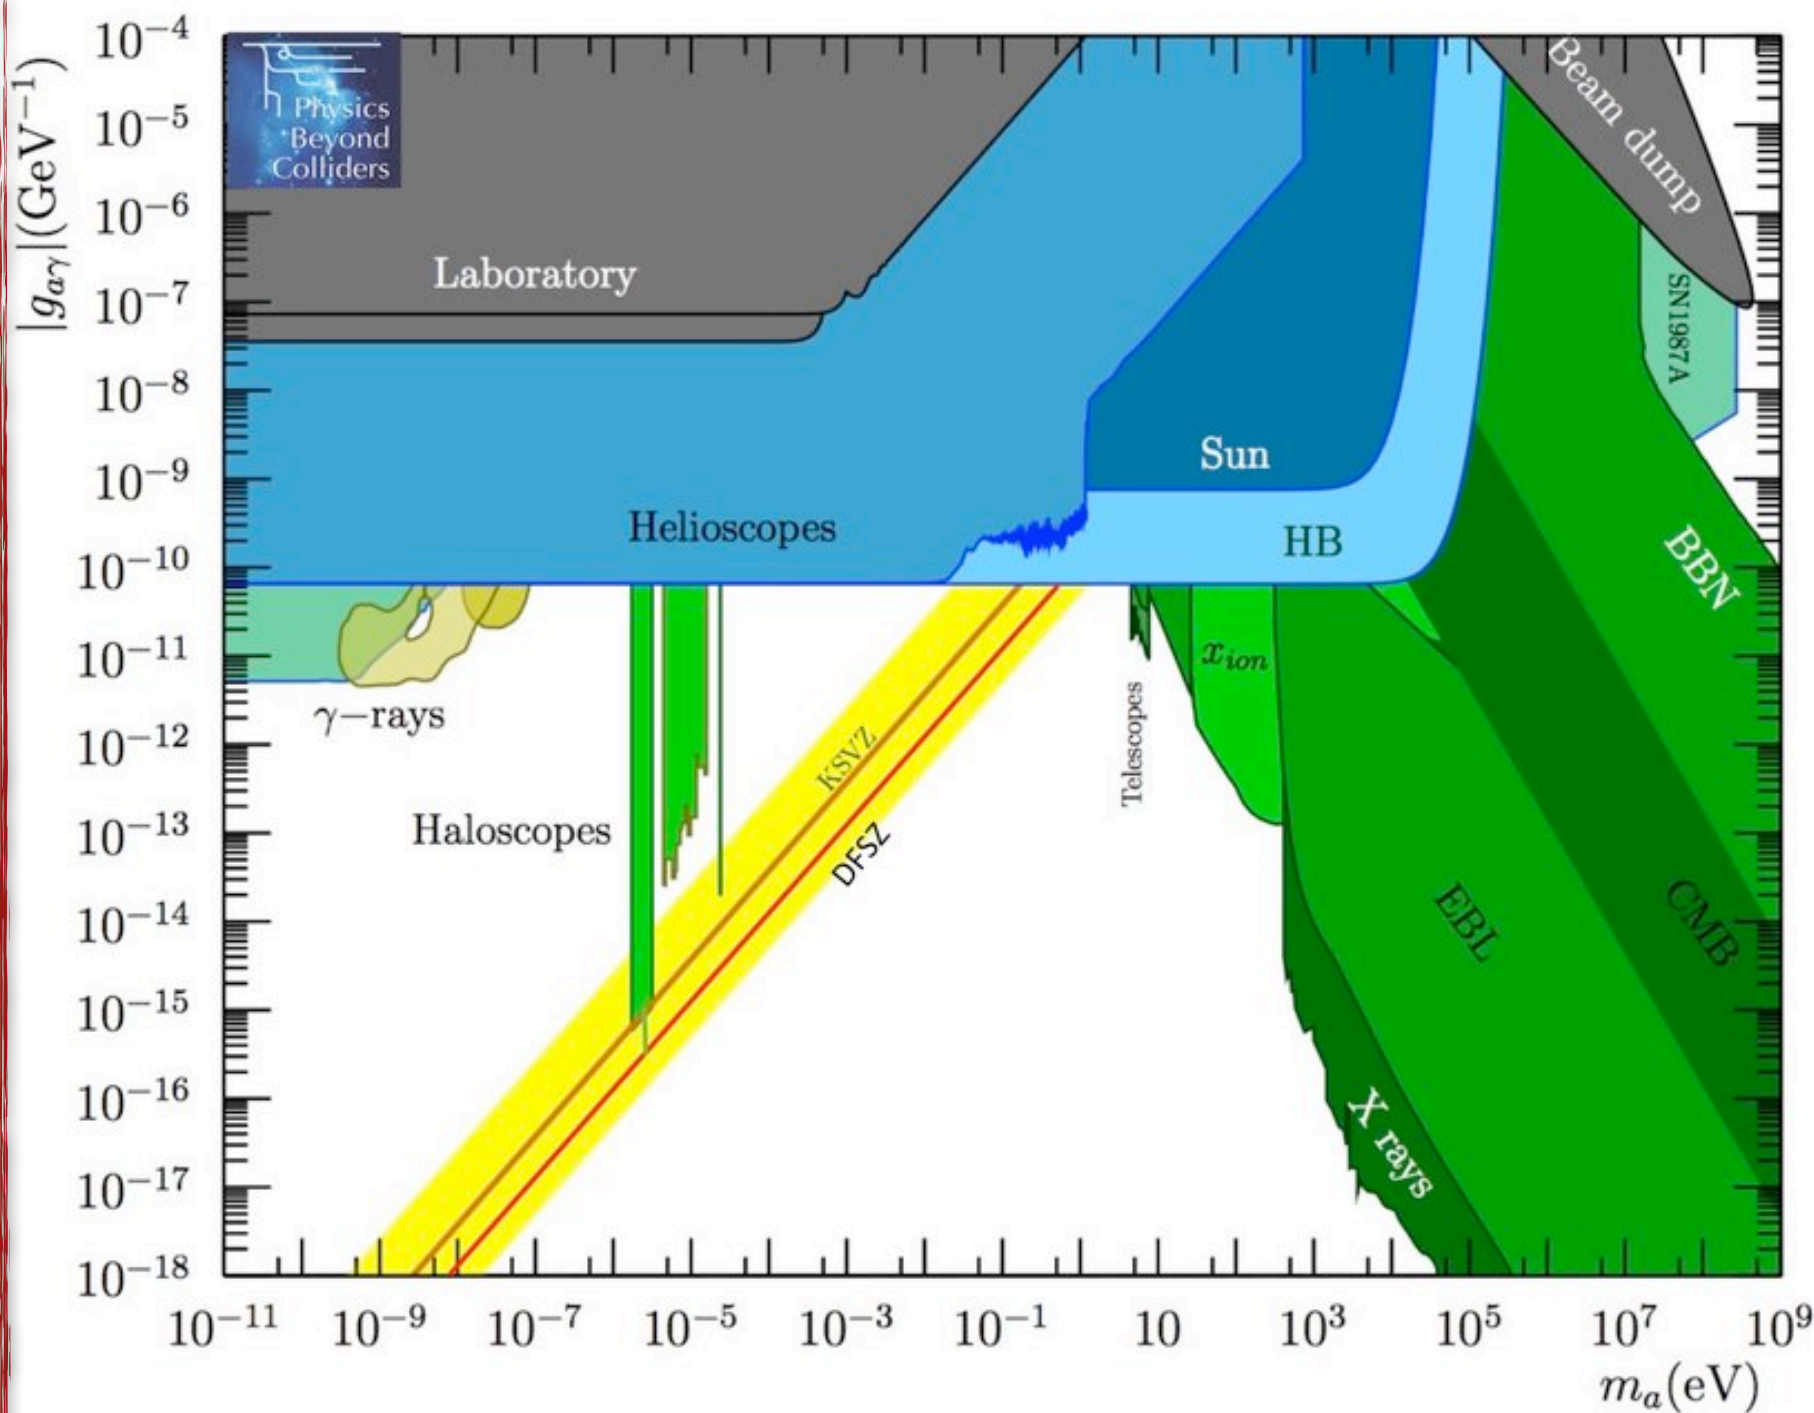 10⁻⁴
10⁻⁵
10⁻⁶
10⁻⁷
10⁻⁸
10⁻⁹
10⁻¹⁰
10⁻¹¹
10⁻¹²
10⁻¹³
10⁻¹⁴
10⁻¹⁵
10⁻¹⁶
10⁻¹⁷
10⁻¹⁸
|g_{aγ}|(GeV⁻¹)
Physics
Beyond
Colliders
Laboratory
Helioscopes
Sun
HB
Beam dump
SN1987A
BBN
γ−rays
x_{ion}
Telescopes
KSVZ
DFSZ
Haloscopes
EBL
CMB
X rays
10⁻¹¹ 10⁻⁹ 10⁻⁷ 10⁻⁵ 10⁻³ 10⁻¹ 10 10³ 10⁵ 10⁷ 10⁹
m_a(eV)